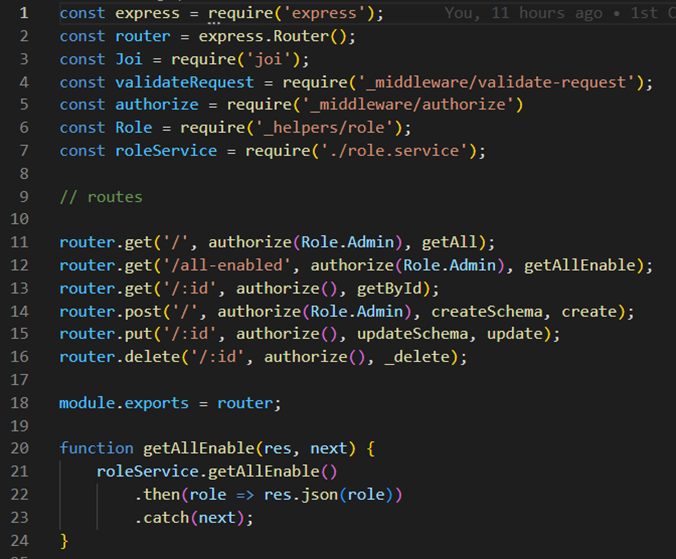 1 const express = require('express'); You, 11 hours ago • 1st
2 const router = express.Router();
3 const Joi = require('joi');
4 const validateRequest = require('_middleware/validate-request');
5 const authorize = require('_middleware/authorize')
6 const Role = require('_helpers/role');
7 const roleService = require('./role.service');
8
9 // routes
10
11 router.get('/', authorize(Role.Admin), getAll);
12 router.get('/all-enabled', authorize(Role.Admin), getAllEnable);
13 router.get('/:id', authorize(), getById);
14 router.post('/', authorize(Role.Admin), createSchema, create);
15 router.put('/:id', authorize(), updateSchema, update);
16 router.delete('/:id', authorize(), _delete);
17
18 module.exports = router;
19
20 function getAllEnable(res, next) {
21 roleService.getAllEnable()
22 .then(role => res.json(role))
23 .catch(next);
24 }